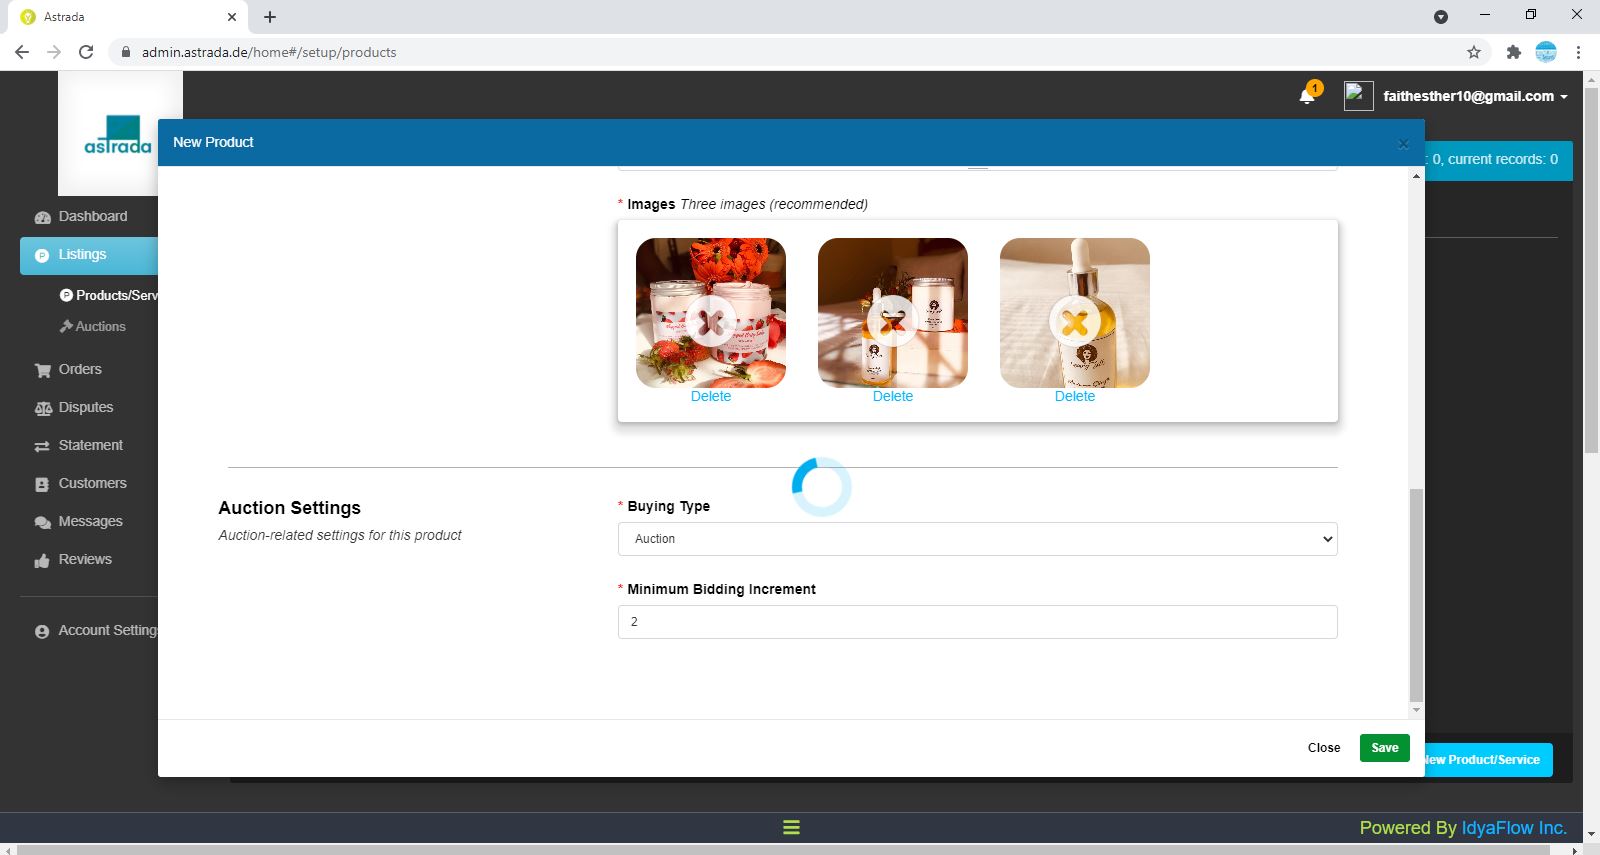 Astrada
admin.astrada.de/home#/setup/products
1
faithesther10@gmail.com
astrada
New Product
: 0, current records: 0
Dashboard
Listings
Products/Serv
Auctions
Orders
Disputes
Statement
Customers
Messages
Reviews
Account Setting
* Images Three images (recommended)
Delete
Delete
Delete
Auction Settings
Auction-related settings for this product
* Buying Type
Auction
* Minimum Bidding Increment
2
Close
Save
New Product/Service
Powered By IdyaFlow Inc.